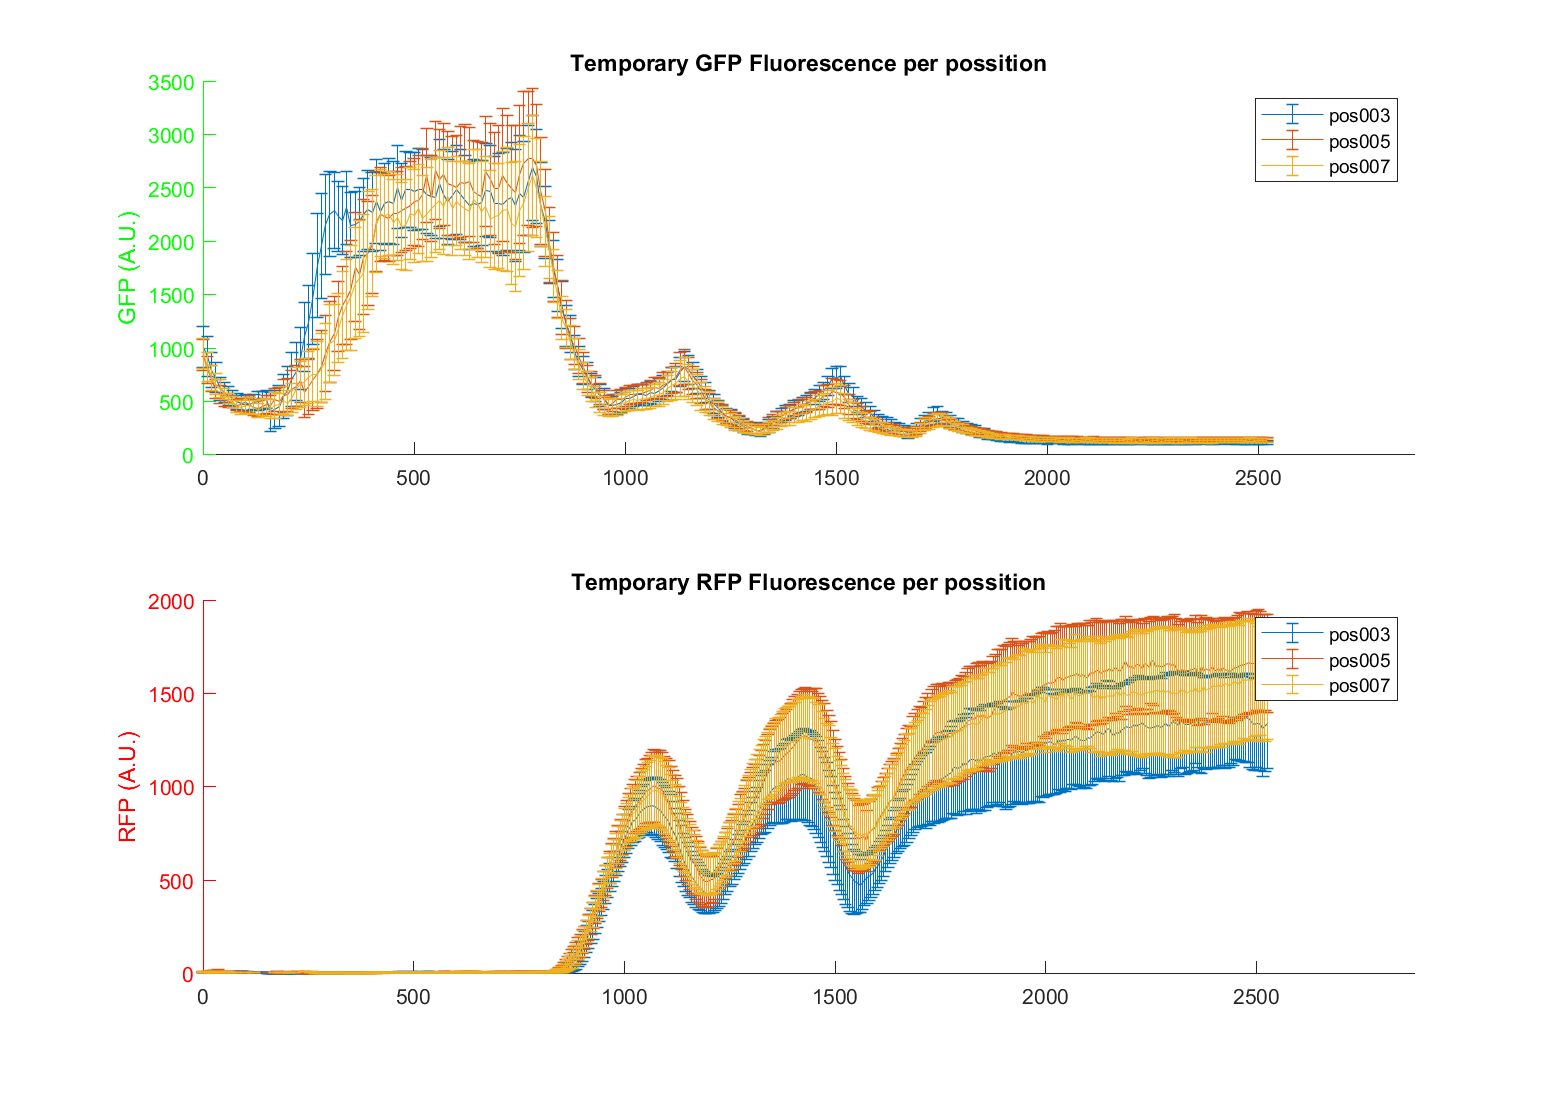 Temporary GFP Fluorescence per possition
3500
3000
2500
2000
1500
1000
500
0
GFP (A.U.)
pos003
pos005
pos007
0 500 1000 1500 2000 2500
Temporary RFP Fluorescence per possition
2000
1500
1000
500
0
RFP (A.U.)
pos003
pos005
pos007
0 500 1000 1500 2000 2500